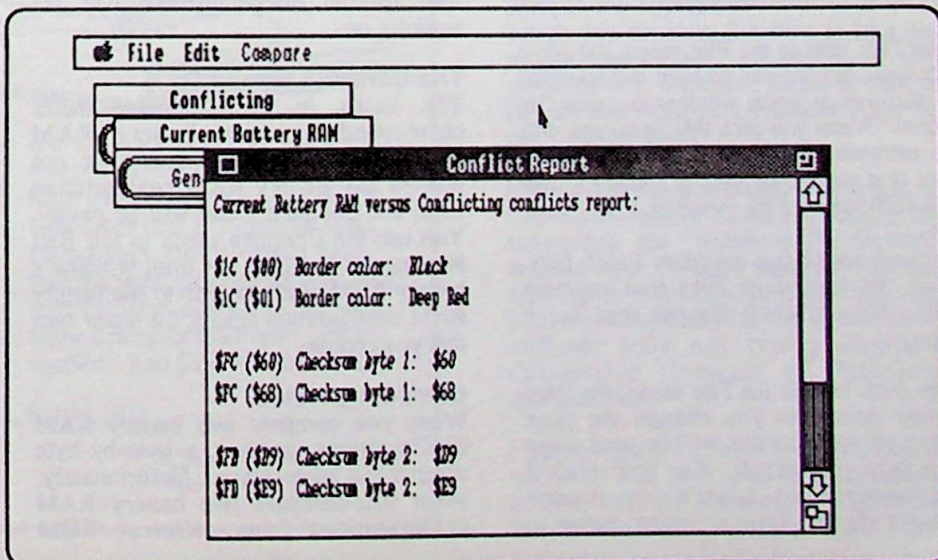 File Edit Compare
Conflicting
Current Battery RAM
Gen
Conflict Report
Current Battery RAM versus Conflicting conflicts report:
$1C ($00) Border color: Black
$1C ($01) Border color: Deep Red
$FC ($60) Checksum byte 1: $60
$FC ($68) Checksum byte 1: $68
$FD ($D9) Checksum byte 2: $D9
$FD ($E9) Checksum byte 2: $E9